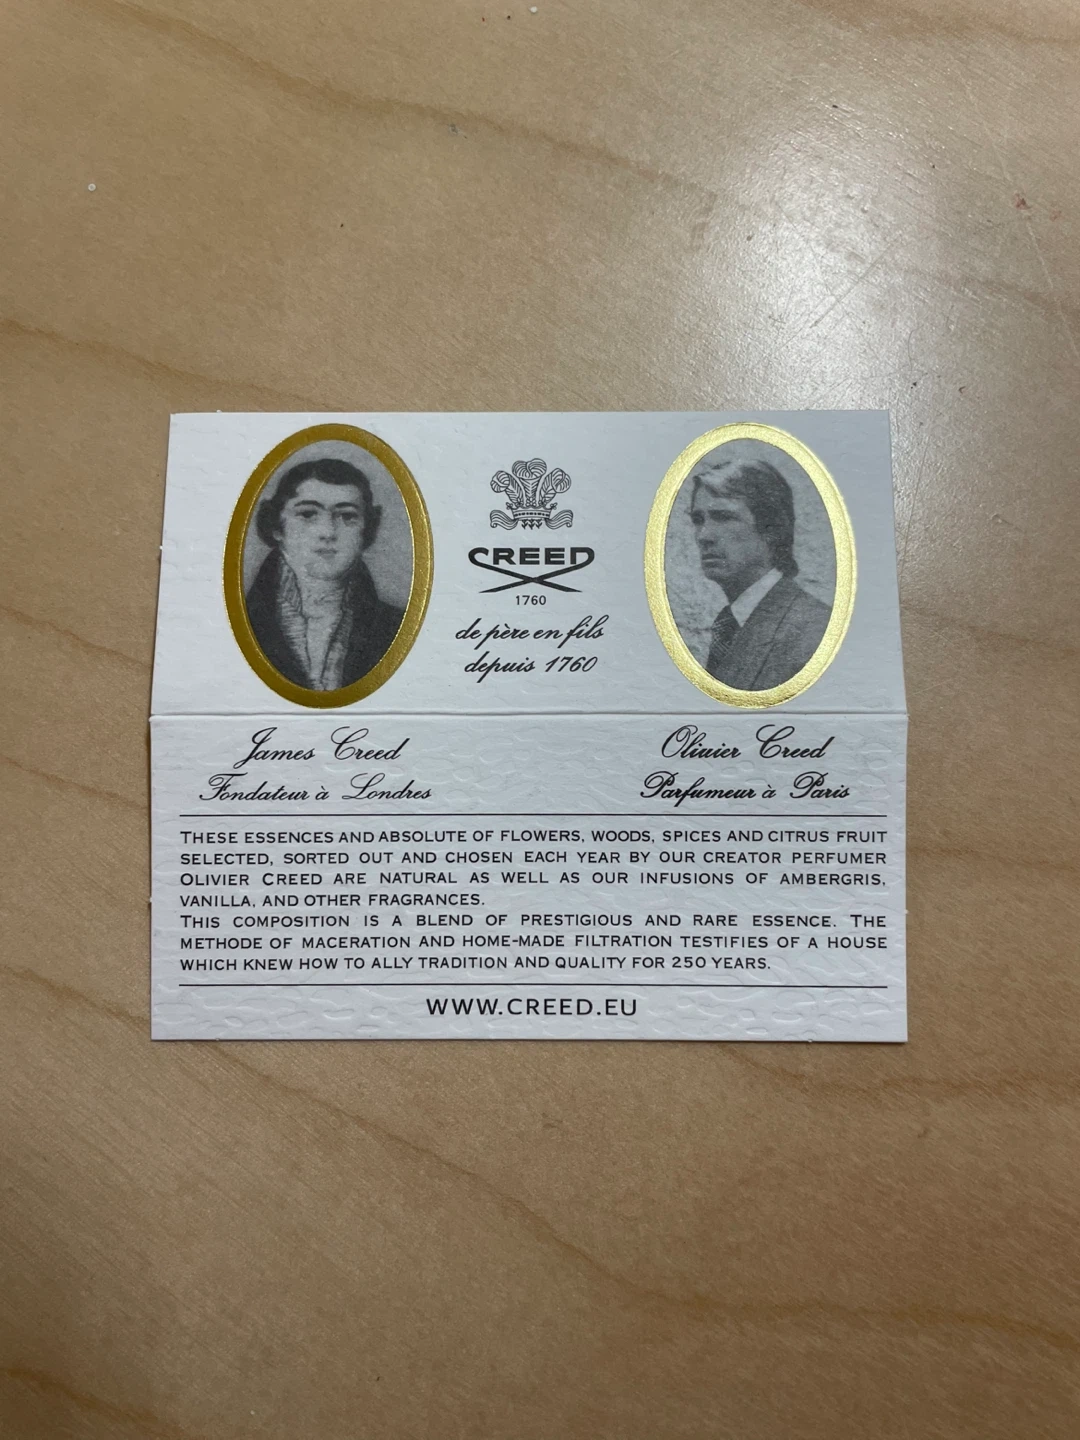 CREED
1760
de père en fils
depuis 1760
James Creed
Fondateur à Londres
Olivier Creed
Parfumeur à Paris
THESE ESSENCES AND ABSOLUTE OF FLOWERS, WOODS, SPICES AND CITRUS FRUIT
SELECTED, SORTED OUT AND CHOSEN EACH YEAR BY OUR CREATOR PERFUMER
OLIVIER CREED ARE NATURAL AS WELL AS OUR INFUSIONS OF AMBERGRIS,
VANILLA, AND OTHER FRAGRANCES.
THIS COMPOSITION IS A BLEND OF PRESTIGIOUS AND RARE ESSENCE. THE
METHODE OF MACERATION AND HOME-MADE FILTRATION TESTIFIES OF A HOUSE
WHICH KNEW HOW TO ALLY TRADITION AND QUALITY FOR 250 YEARS.
WWW.CREED.EU